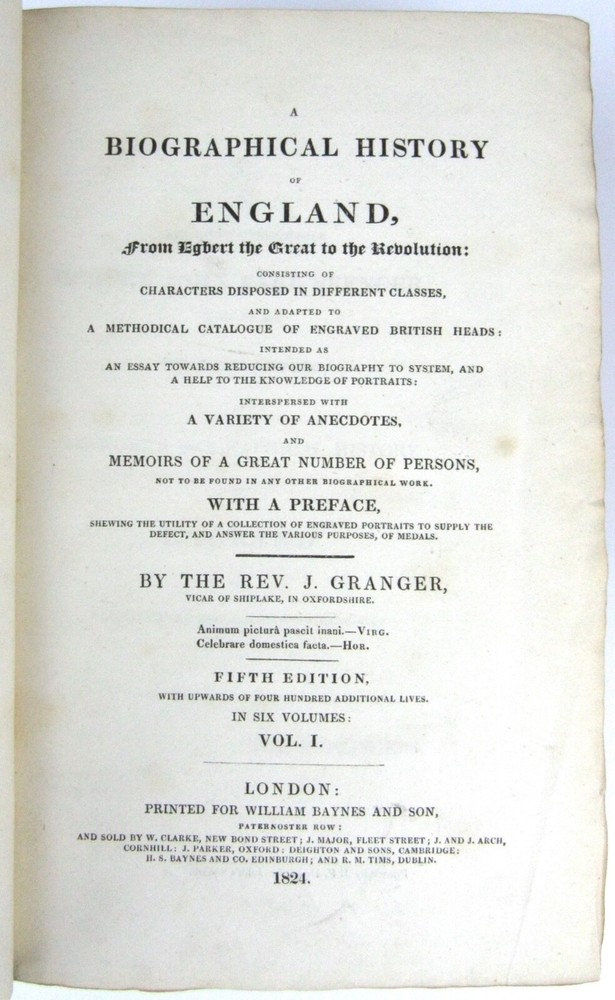 A
BIOGRAPHICAL HISTORY
OF
ENGLAND,
From Egbert the Great to the Revolution:
CONSISTING OF
CHARACTERS DISPOSED IN DIFFERENT CLASSES,
AND ADAPTED TO
A METHODICAL CATALOGUE OF ENGRAVED BRITISH HEADS:
INTENDED AS
AN ESSAY TOWARDS REDUCING OUR BIOGRAPHY TO SYSTEM, AND
A HELP TO THE KNOWLEDGE OF PORTRAITS:
INTERSPERSED WITH
A VARIETY OF ANECDOTES,
AND
MEMOIRS OF A GREAT NUMBER OF PERSONS,
NOT TO BE FOUND IN ANY OTHER BIOGRAPHICAL WORK.
WITH A PREFACE,
SHEWING THE UTILITY OF A COLLECTION OF ENGRAVED PORTRAITS TO SUPPLY THE
DEFECT, AND ANSWER THE VARIOUS PURPOSES, OF MEDALS.
BY THE REV. J. GRANGER,
VICAR OF SHIPLAKE, IN OXFORDSHIRE.
Animum picturâ pascit inani.—VIRG.
Celebrare domestica facta.—HOR.
FIFTH EDITION,
WITH UPWARDS OF FOUR HUNDRED ADDITIONAL LIVES.
IN SIX VOLUMES:
VOL. I.
LONDON:
PRINTED FOR WILLIAM BAYNES AND SON,
PATERNOSTER ROW:
AND SOLD BY W. CLARKE, NEW BOND STREET; J. MAJOR, FLEET STREET; J. AND J. ARCH,
CORNHILL: J. PARKER, OXFORD: DEIGHTON AND SONS, CAMBRIDGE:
H. S. BAYNES AND CO. EDINBURGH; AND R. M. TIMS, DUBLIN.
1824.